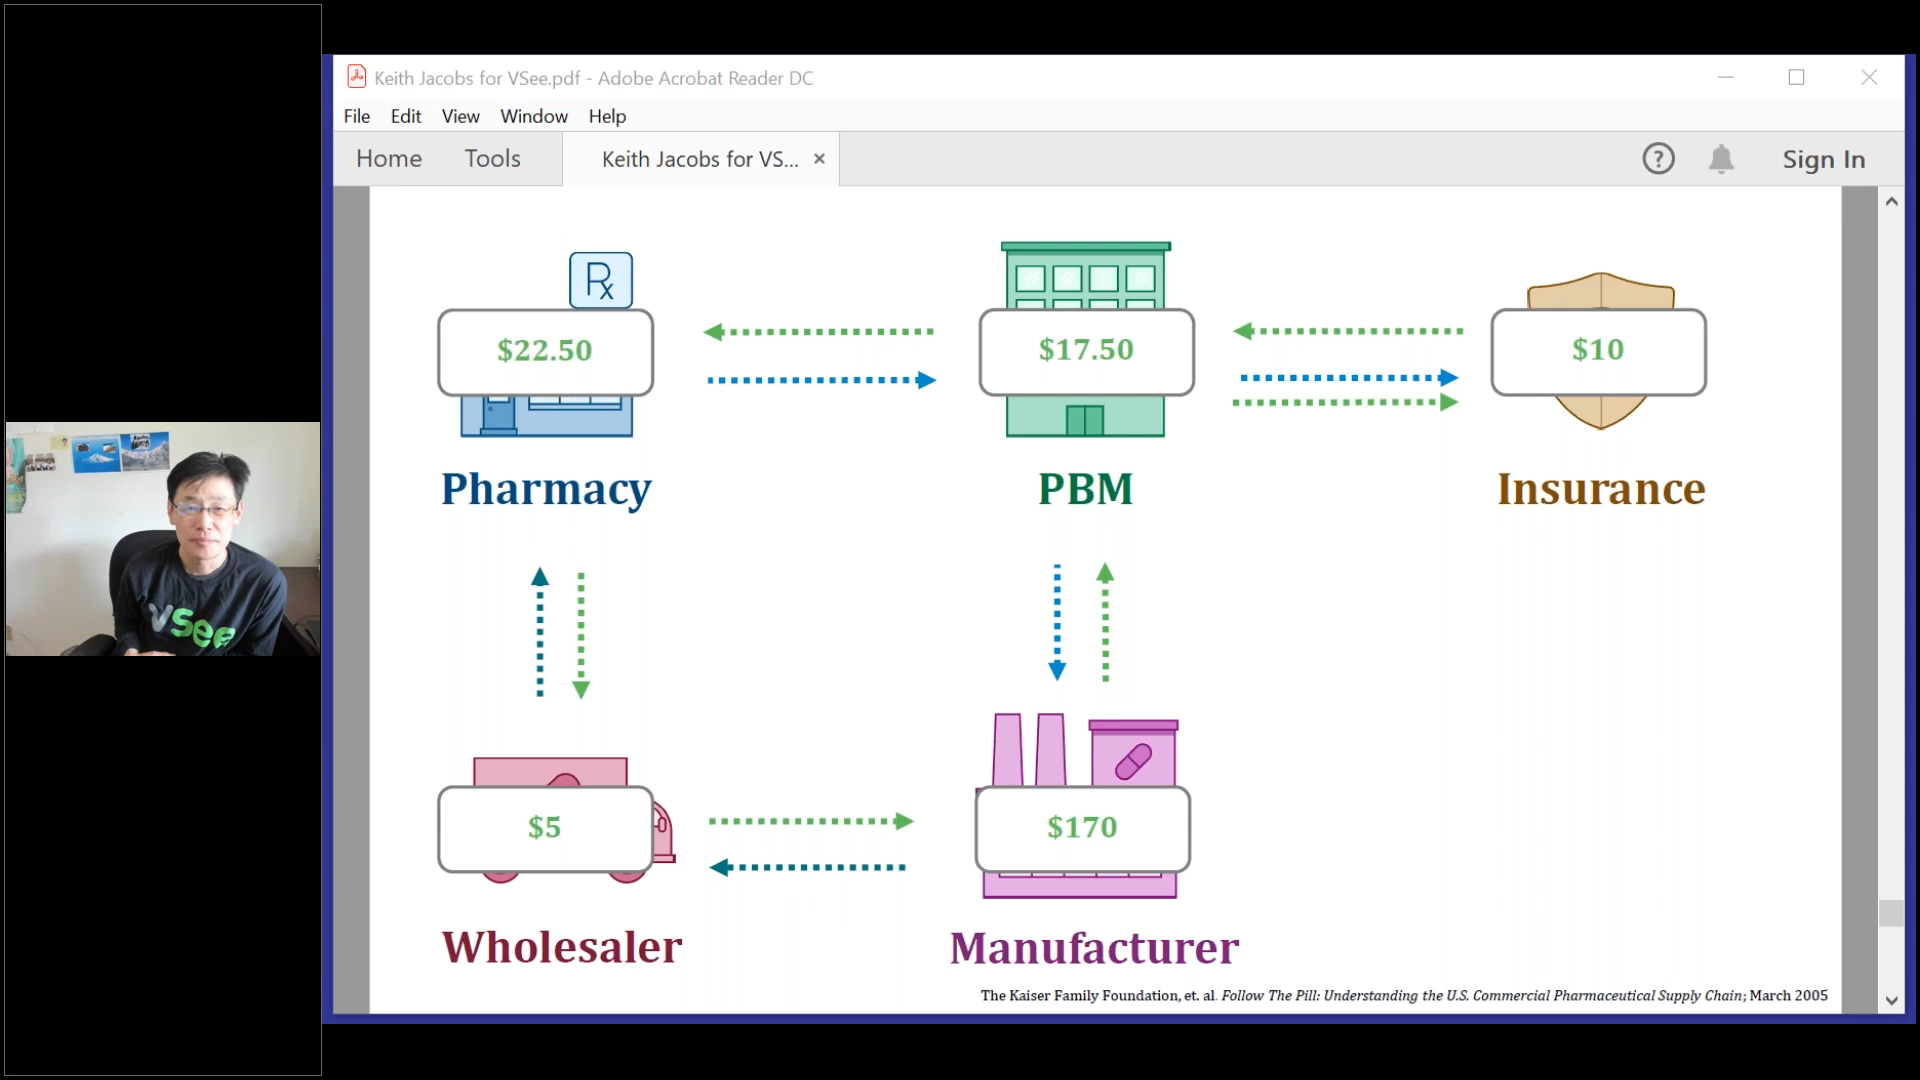 Keith Jacobs for VSee.pdf - Adobe Acrobat Reader DC
File Edit View Window Help
Home Tools Keith Jacobs for VS... Sign In
Rx
$22.50 $17.50 $10
Pharmacy PBM Insurance
vsee
$5 $170
Wholesaler Manufacturer
The Kaiser Family Foundation, et. al. Follow The Pill: Understanding the U.S. Commercial Pharmaceutical Supply Chain; March 2005